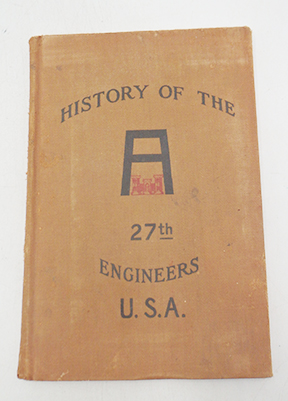 HISTORY OF THE
A
27th
ENGINEERS
U.S.A.